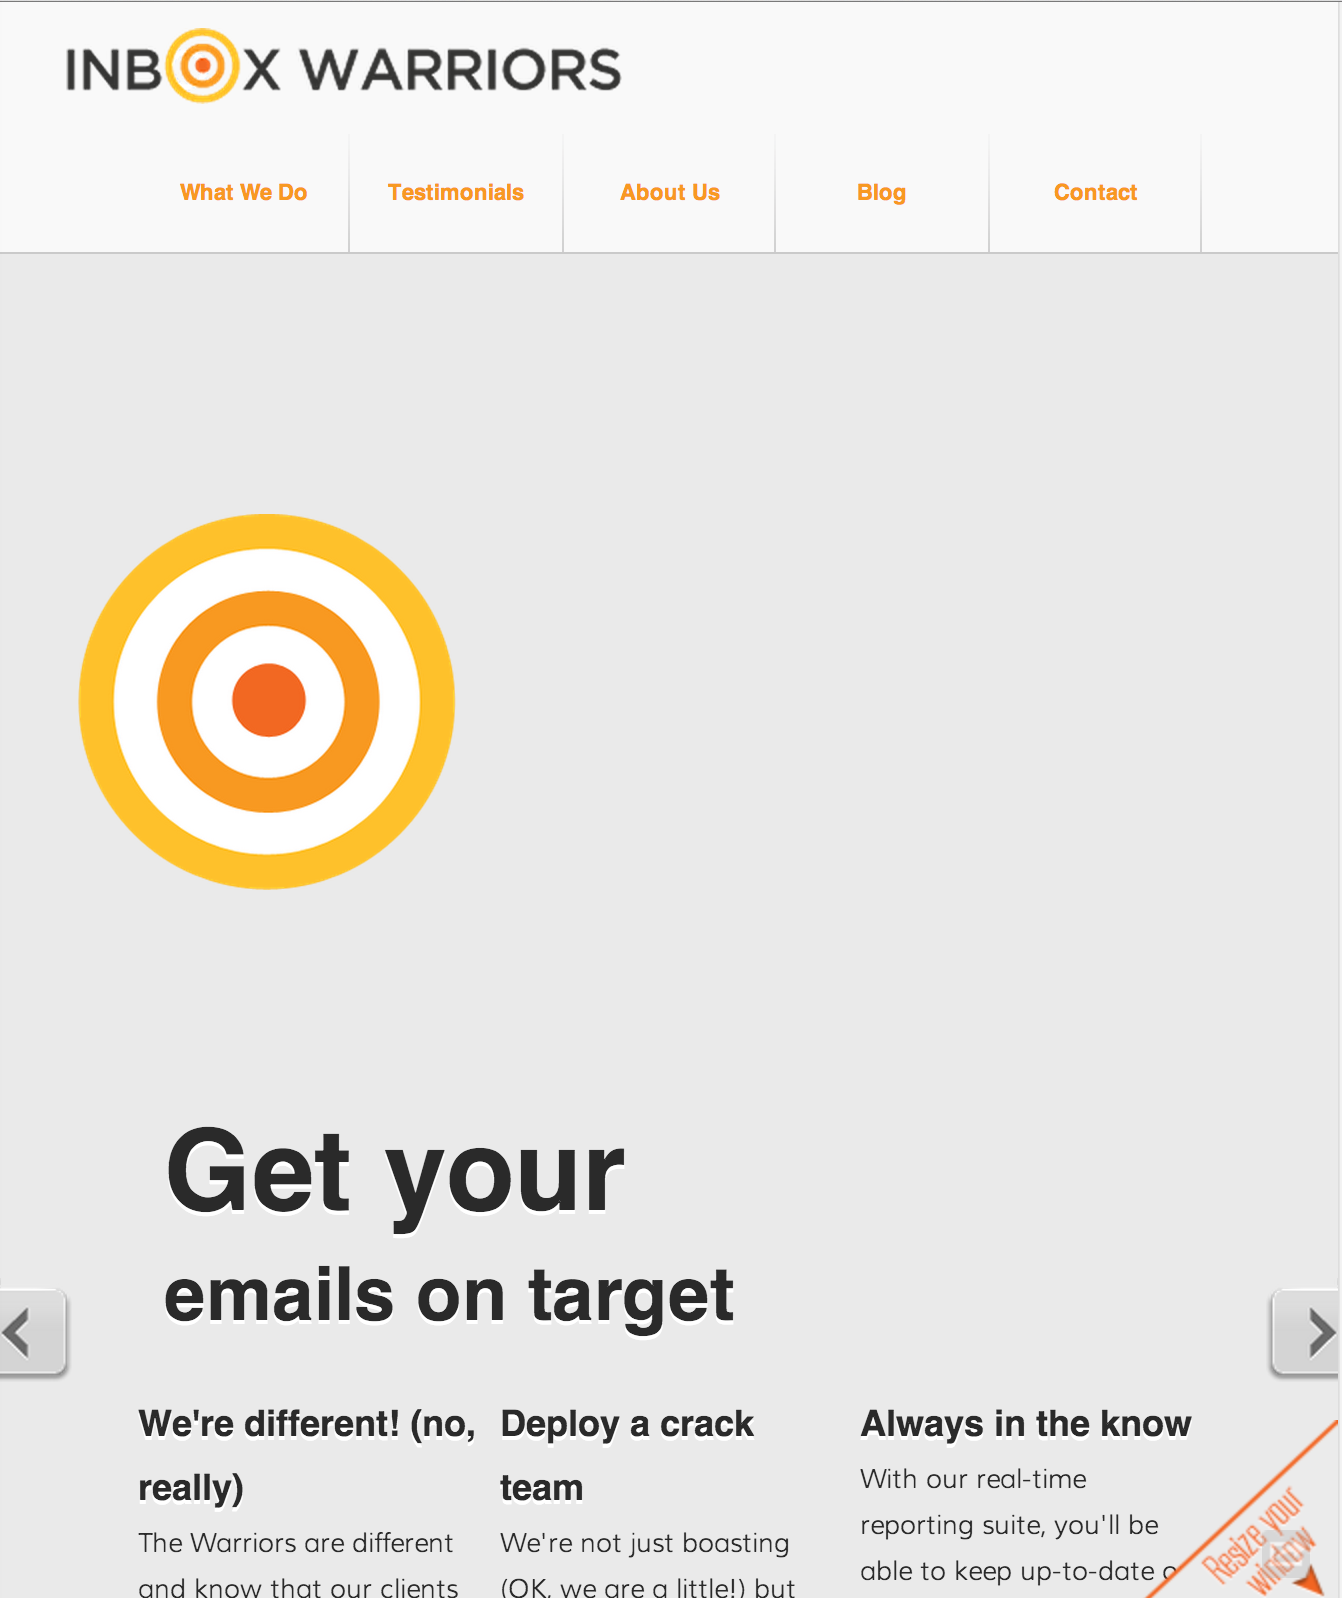 INBOX WARRIORS
What We Do
Testimonials
About Us
Blog
Contact
Get your
emails on target
We're different! (no,
really)
The Warriors are different
and know that our clients
Deploy a crack
team
We're not just boasting
(OK, we are a little!) but
Always in the know
With our real-time
reporting suite, you'll be
able to keep up-to-date
Resize your
window